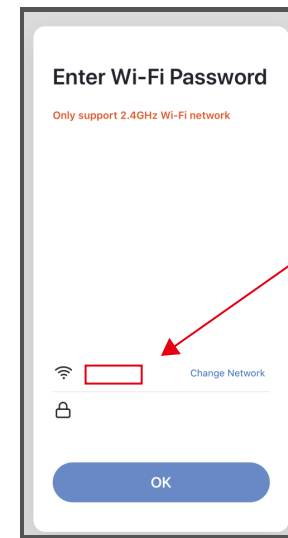 Enter Wi-Fi Password
Only support 2.4GHz Wi-Fi network
Change Network
OK